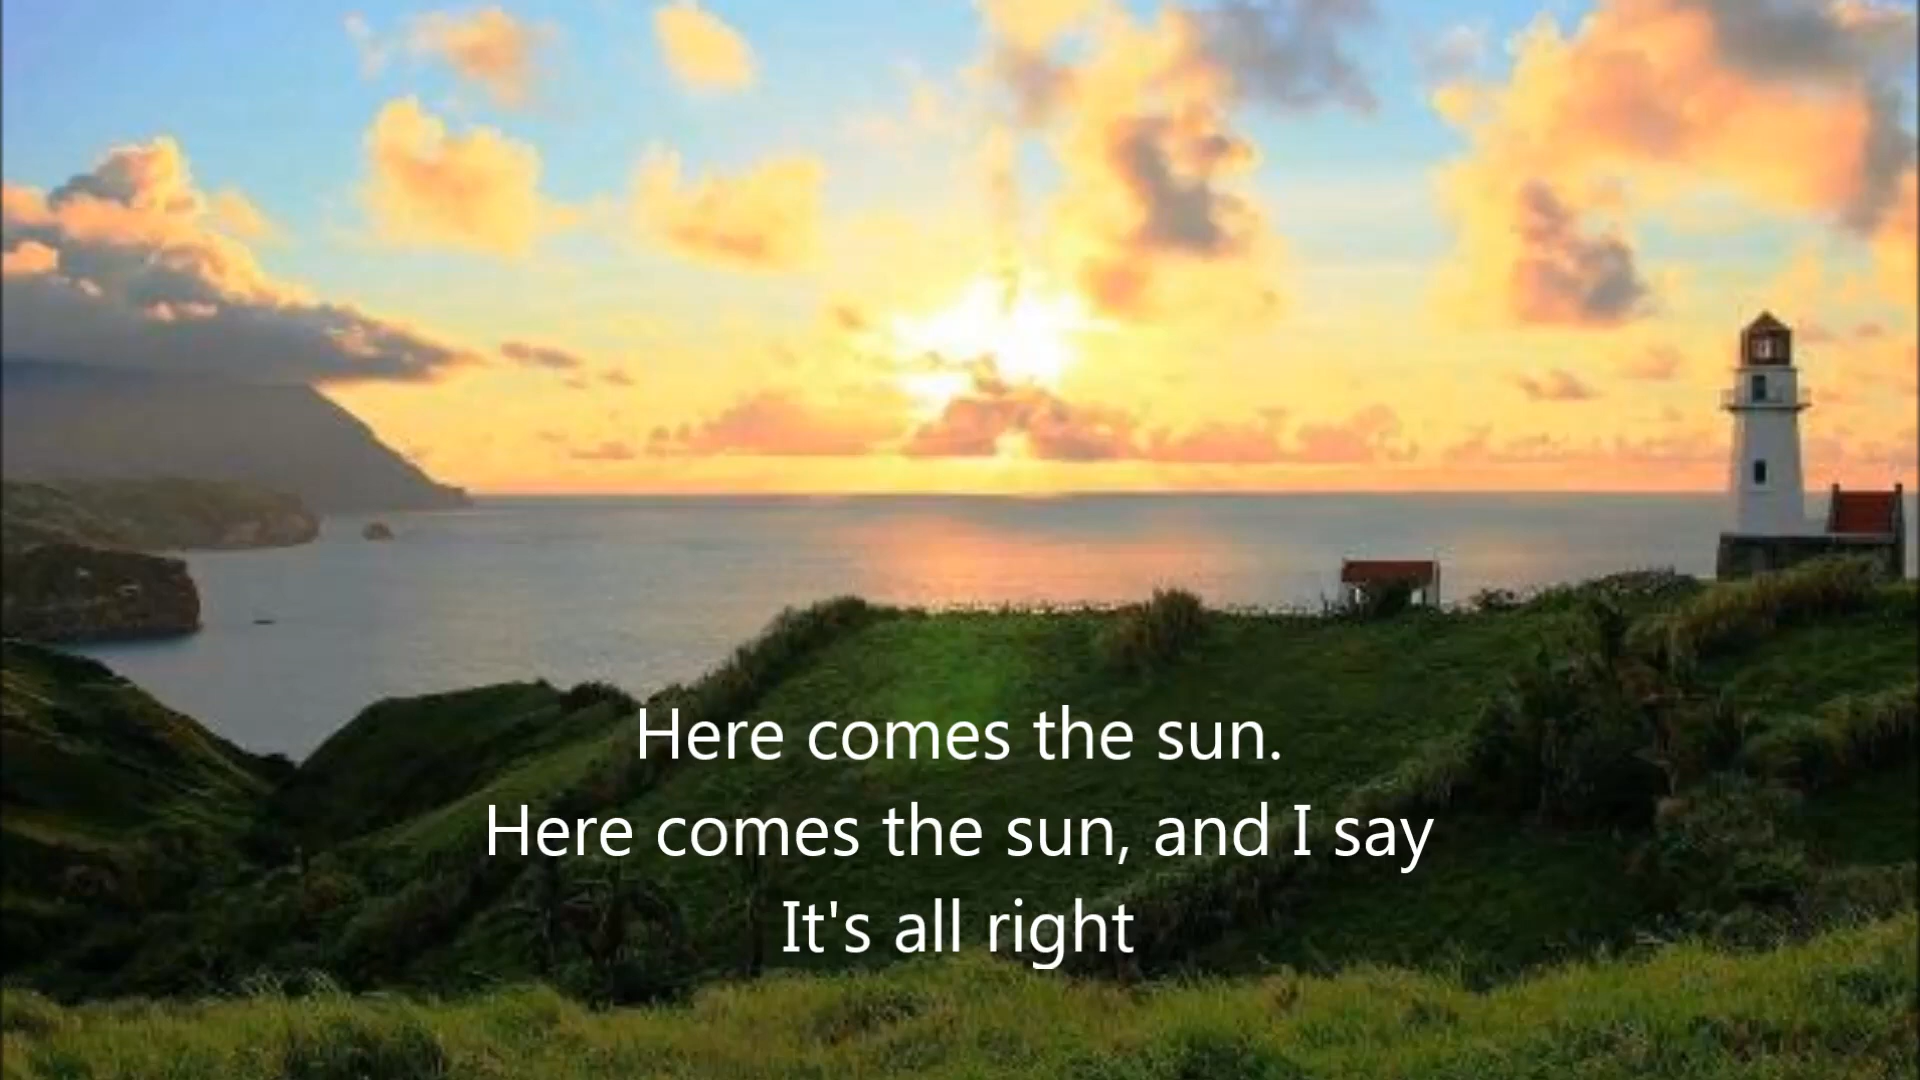 Here comes the sun.
Here comes the sun, and I say
It's all right